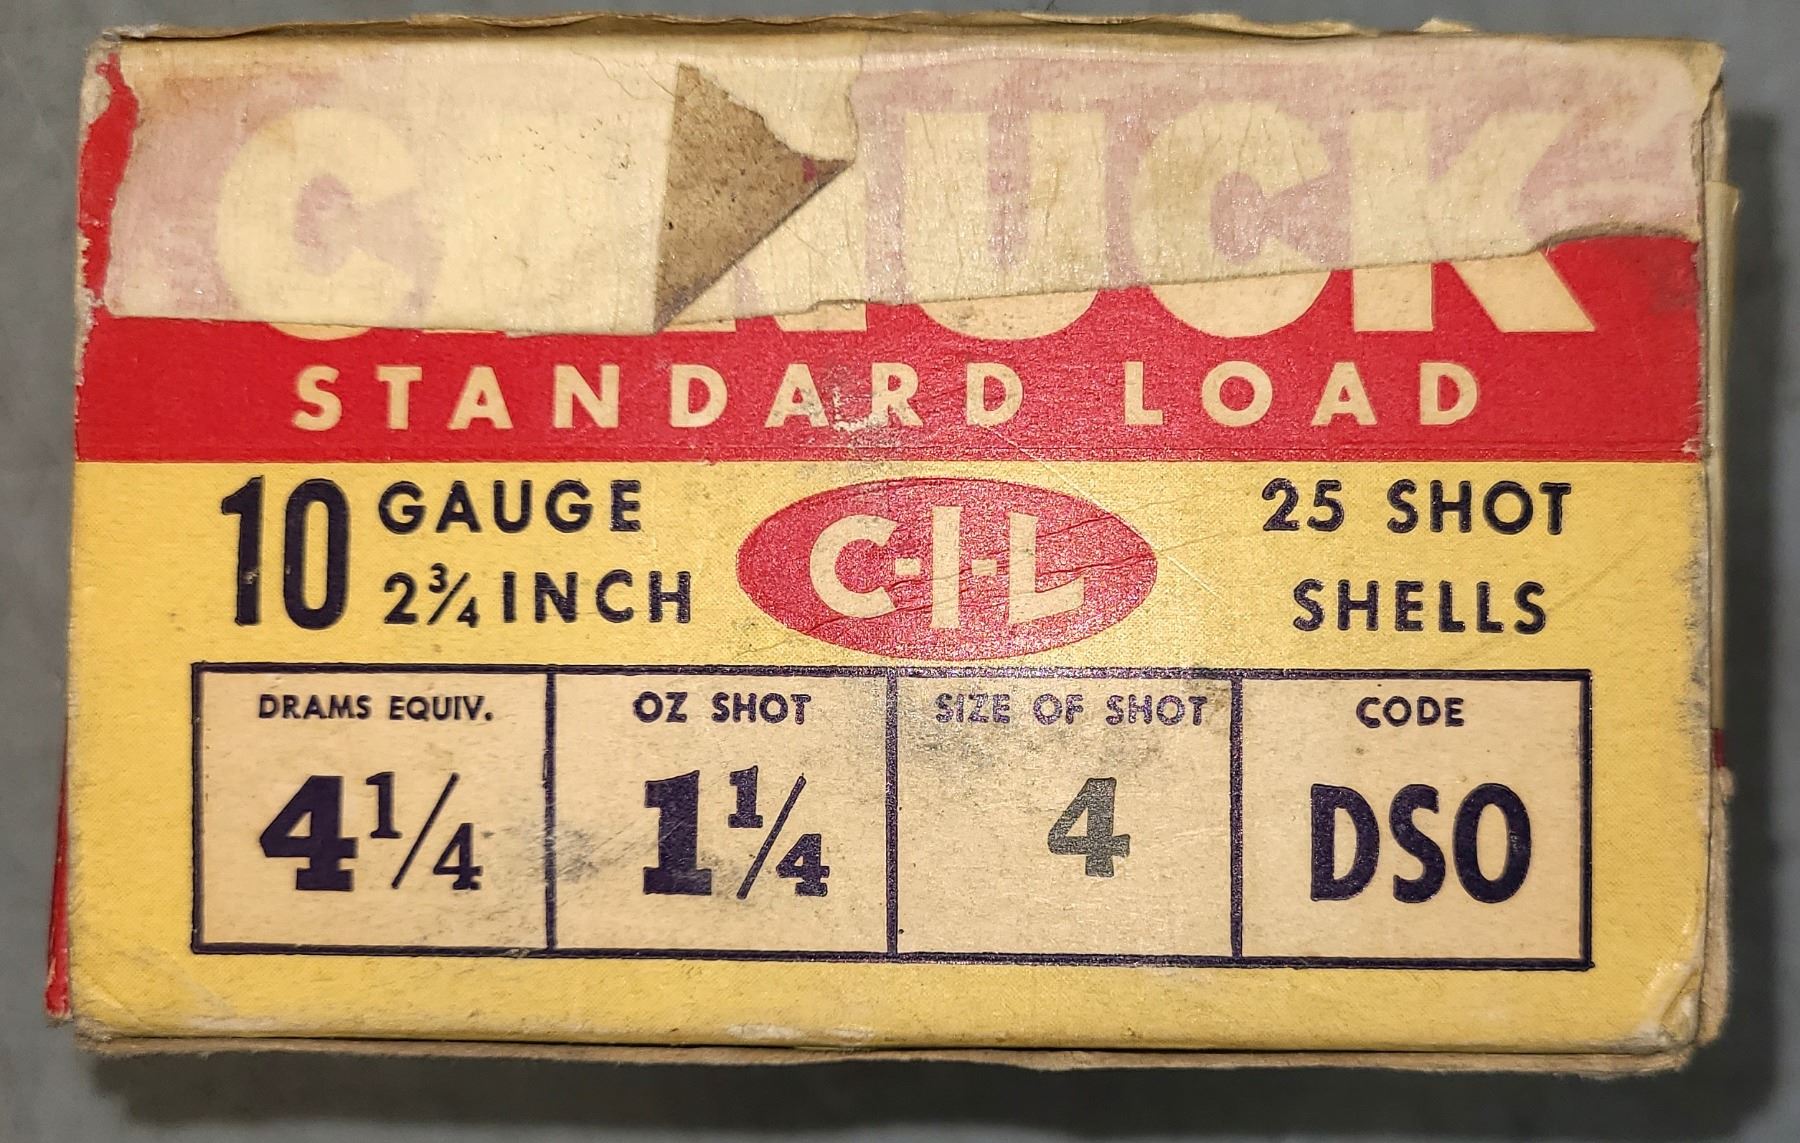 CANUCK
STANDARD LOAD
10 GAUGE
2¾ INCH
C-I-L
25 SHOT
SHELLS
DRAMS EQUIV.
4¼
OZ SHOT
1¼
SIZE OF SHOT
4
CODE
DSO